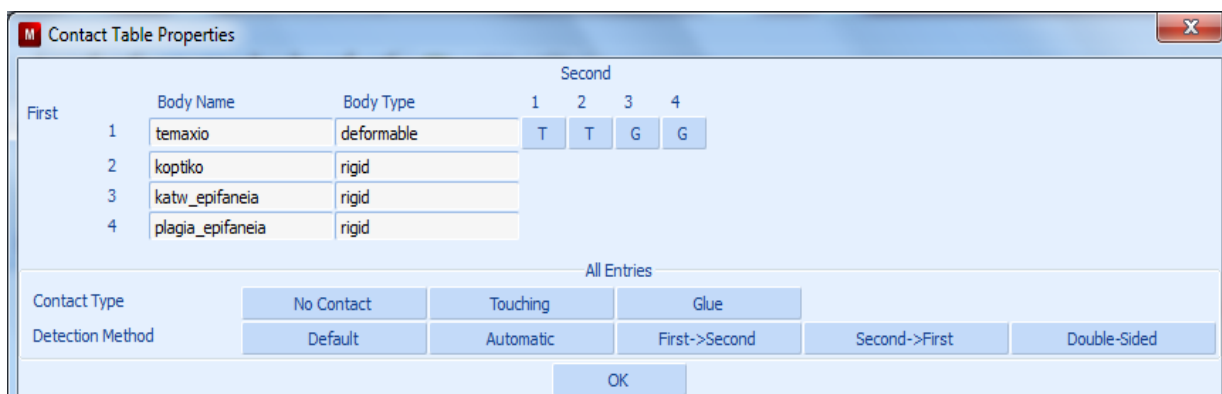 M Contact Table Properties X
Second
First Body Name Body Type 1 2 3 4
1 temaxio deformable T T G G
2 koptiko rigid
3 katw_epifaneia rigid
4 plagia_epifaneia rigid
All Entries
Contact Type No Contact Touching Glue
Detection Method Default Automatic First->Second Second->First Double-Sided
OK